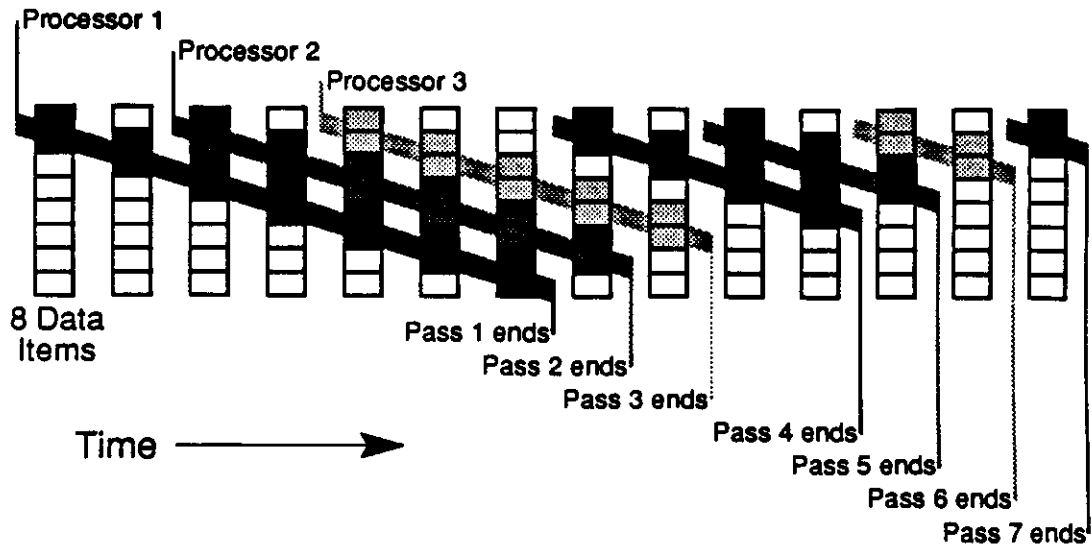 Processor 1
Processor 2
Processor 3
8 Data
Items
Pass 1 ends
Pass 2 ends
Pass 3 ends
Pass 4 ends
Pass 5 ends
Pass 6 ends
Pass 7 ends
Time